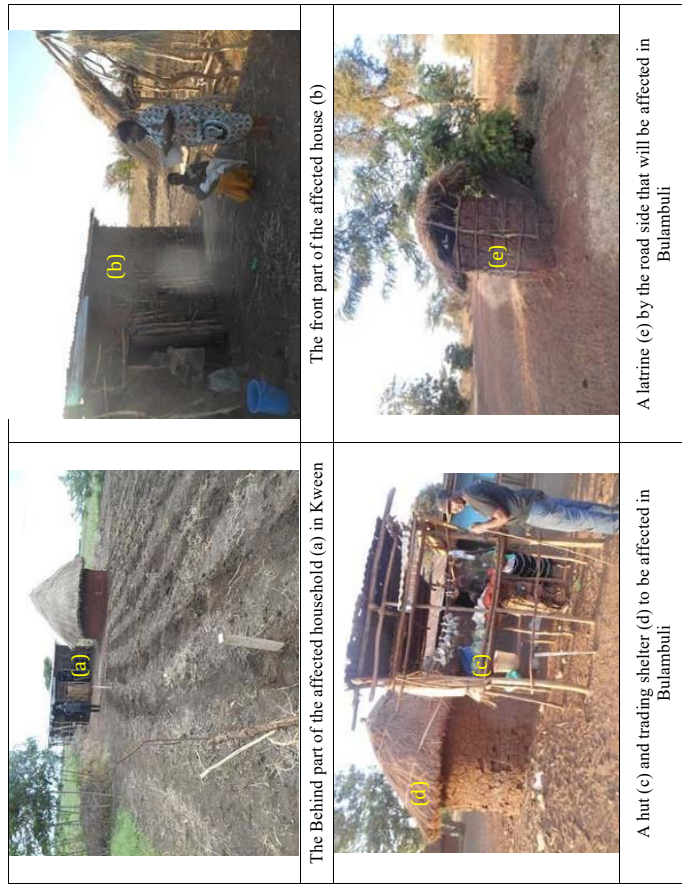 (a)
(b)
The Behind part of the affected household (a) in Kween
The front part of the affected house (b)
(d)
(c)
(e)
A hut (c) and trading shelter (d) to be affected in
Bulambuli
A latrine (e) by the road side that will be affected in
Bulambuli